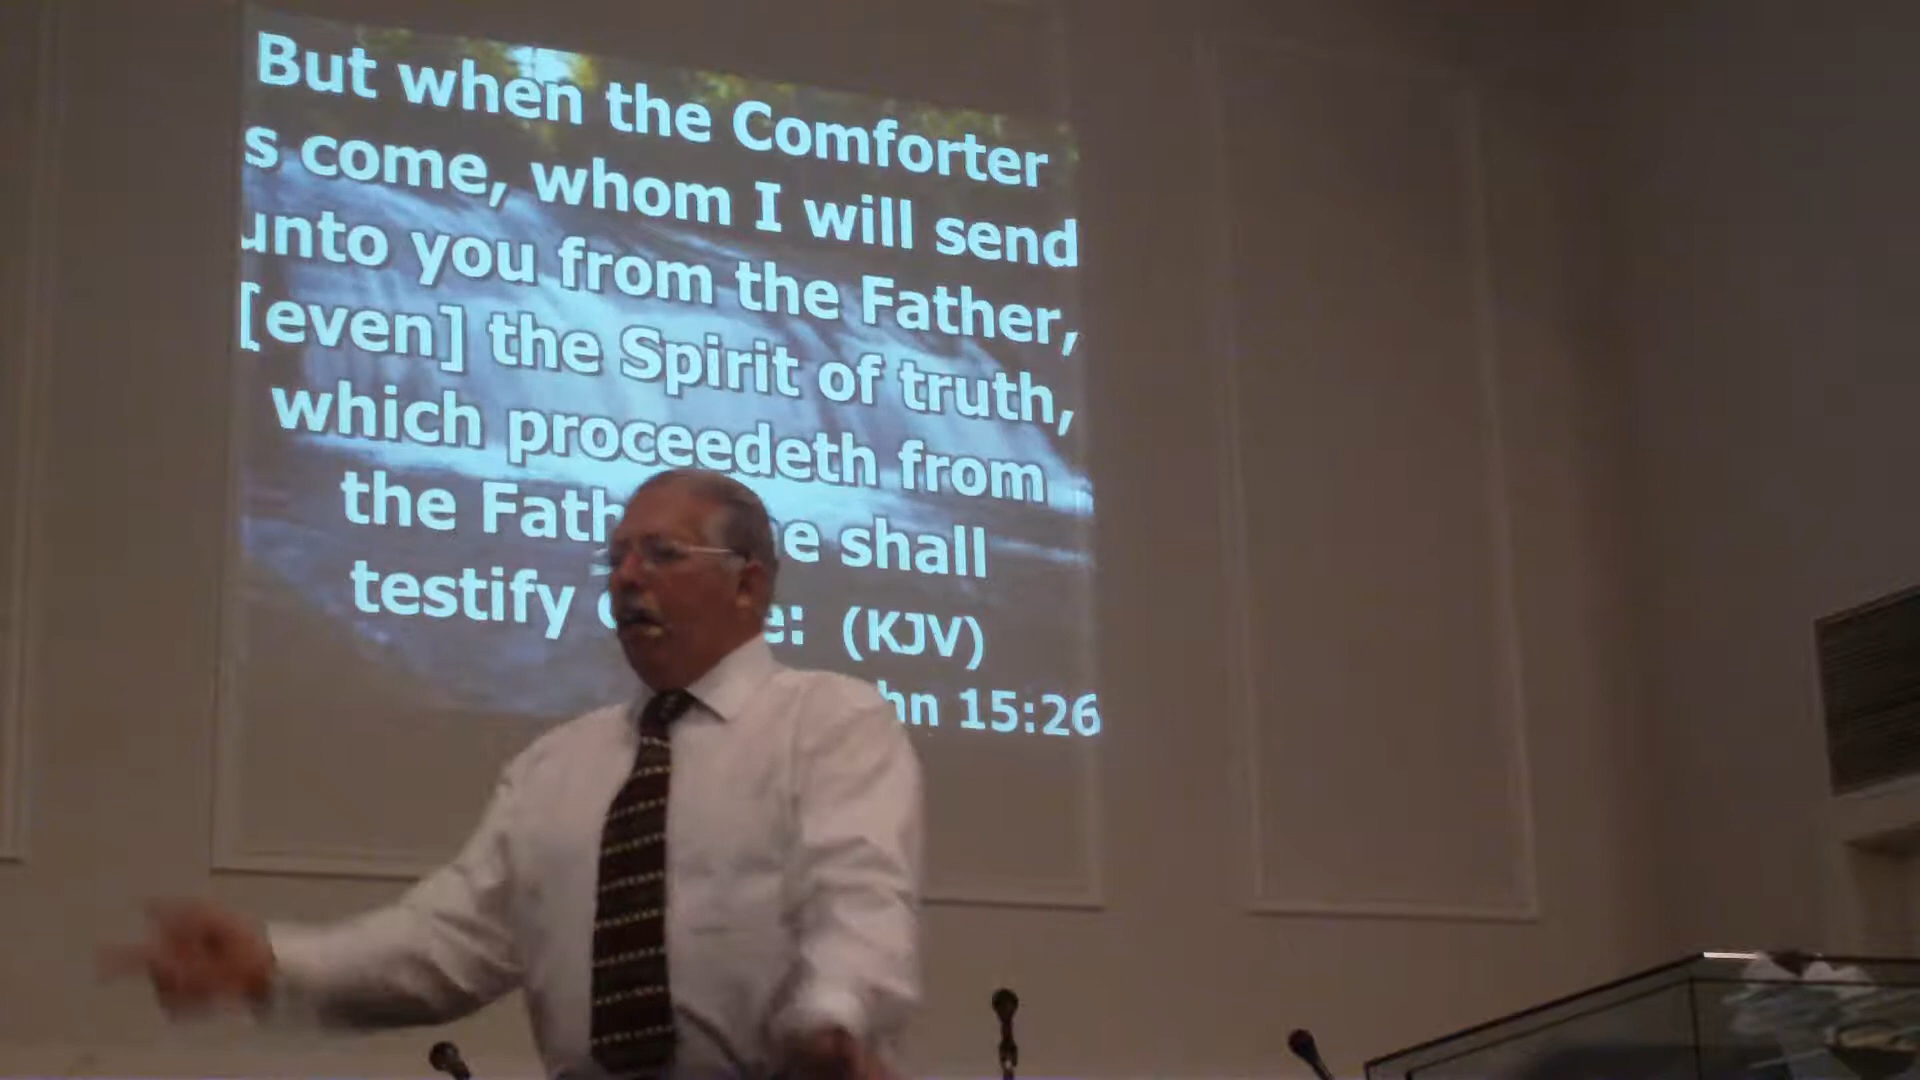 But when the Comforter
s come, whom I will send
unto you from the Father,
[even] the Spirit of truth,
which proceedeth from
the Fath e shall
testify e: (KJV)
hn 15:26